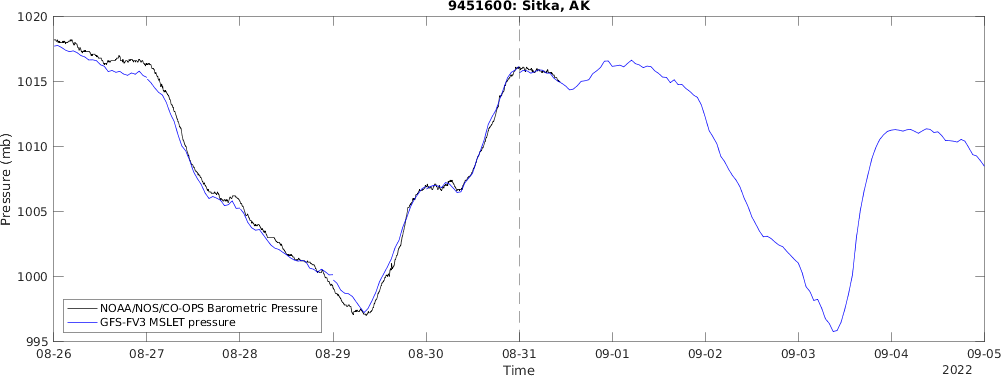 9451600: Sitka, AK
1020
1015
1010
1005
1000
995
Pressure (mb)
NOAA/NOS/CO-OPS Barometric Pressure
GFS-FV3 MSLET pressure
08-26 08-27 08-28 08-29 08-30 08-31 09-01 09-02 09-03 09-04 09-05
Time
2022